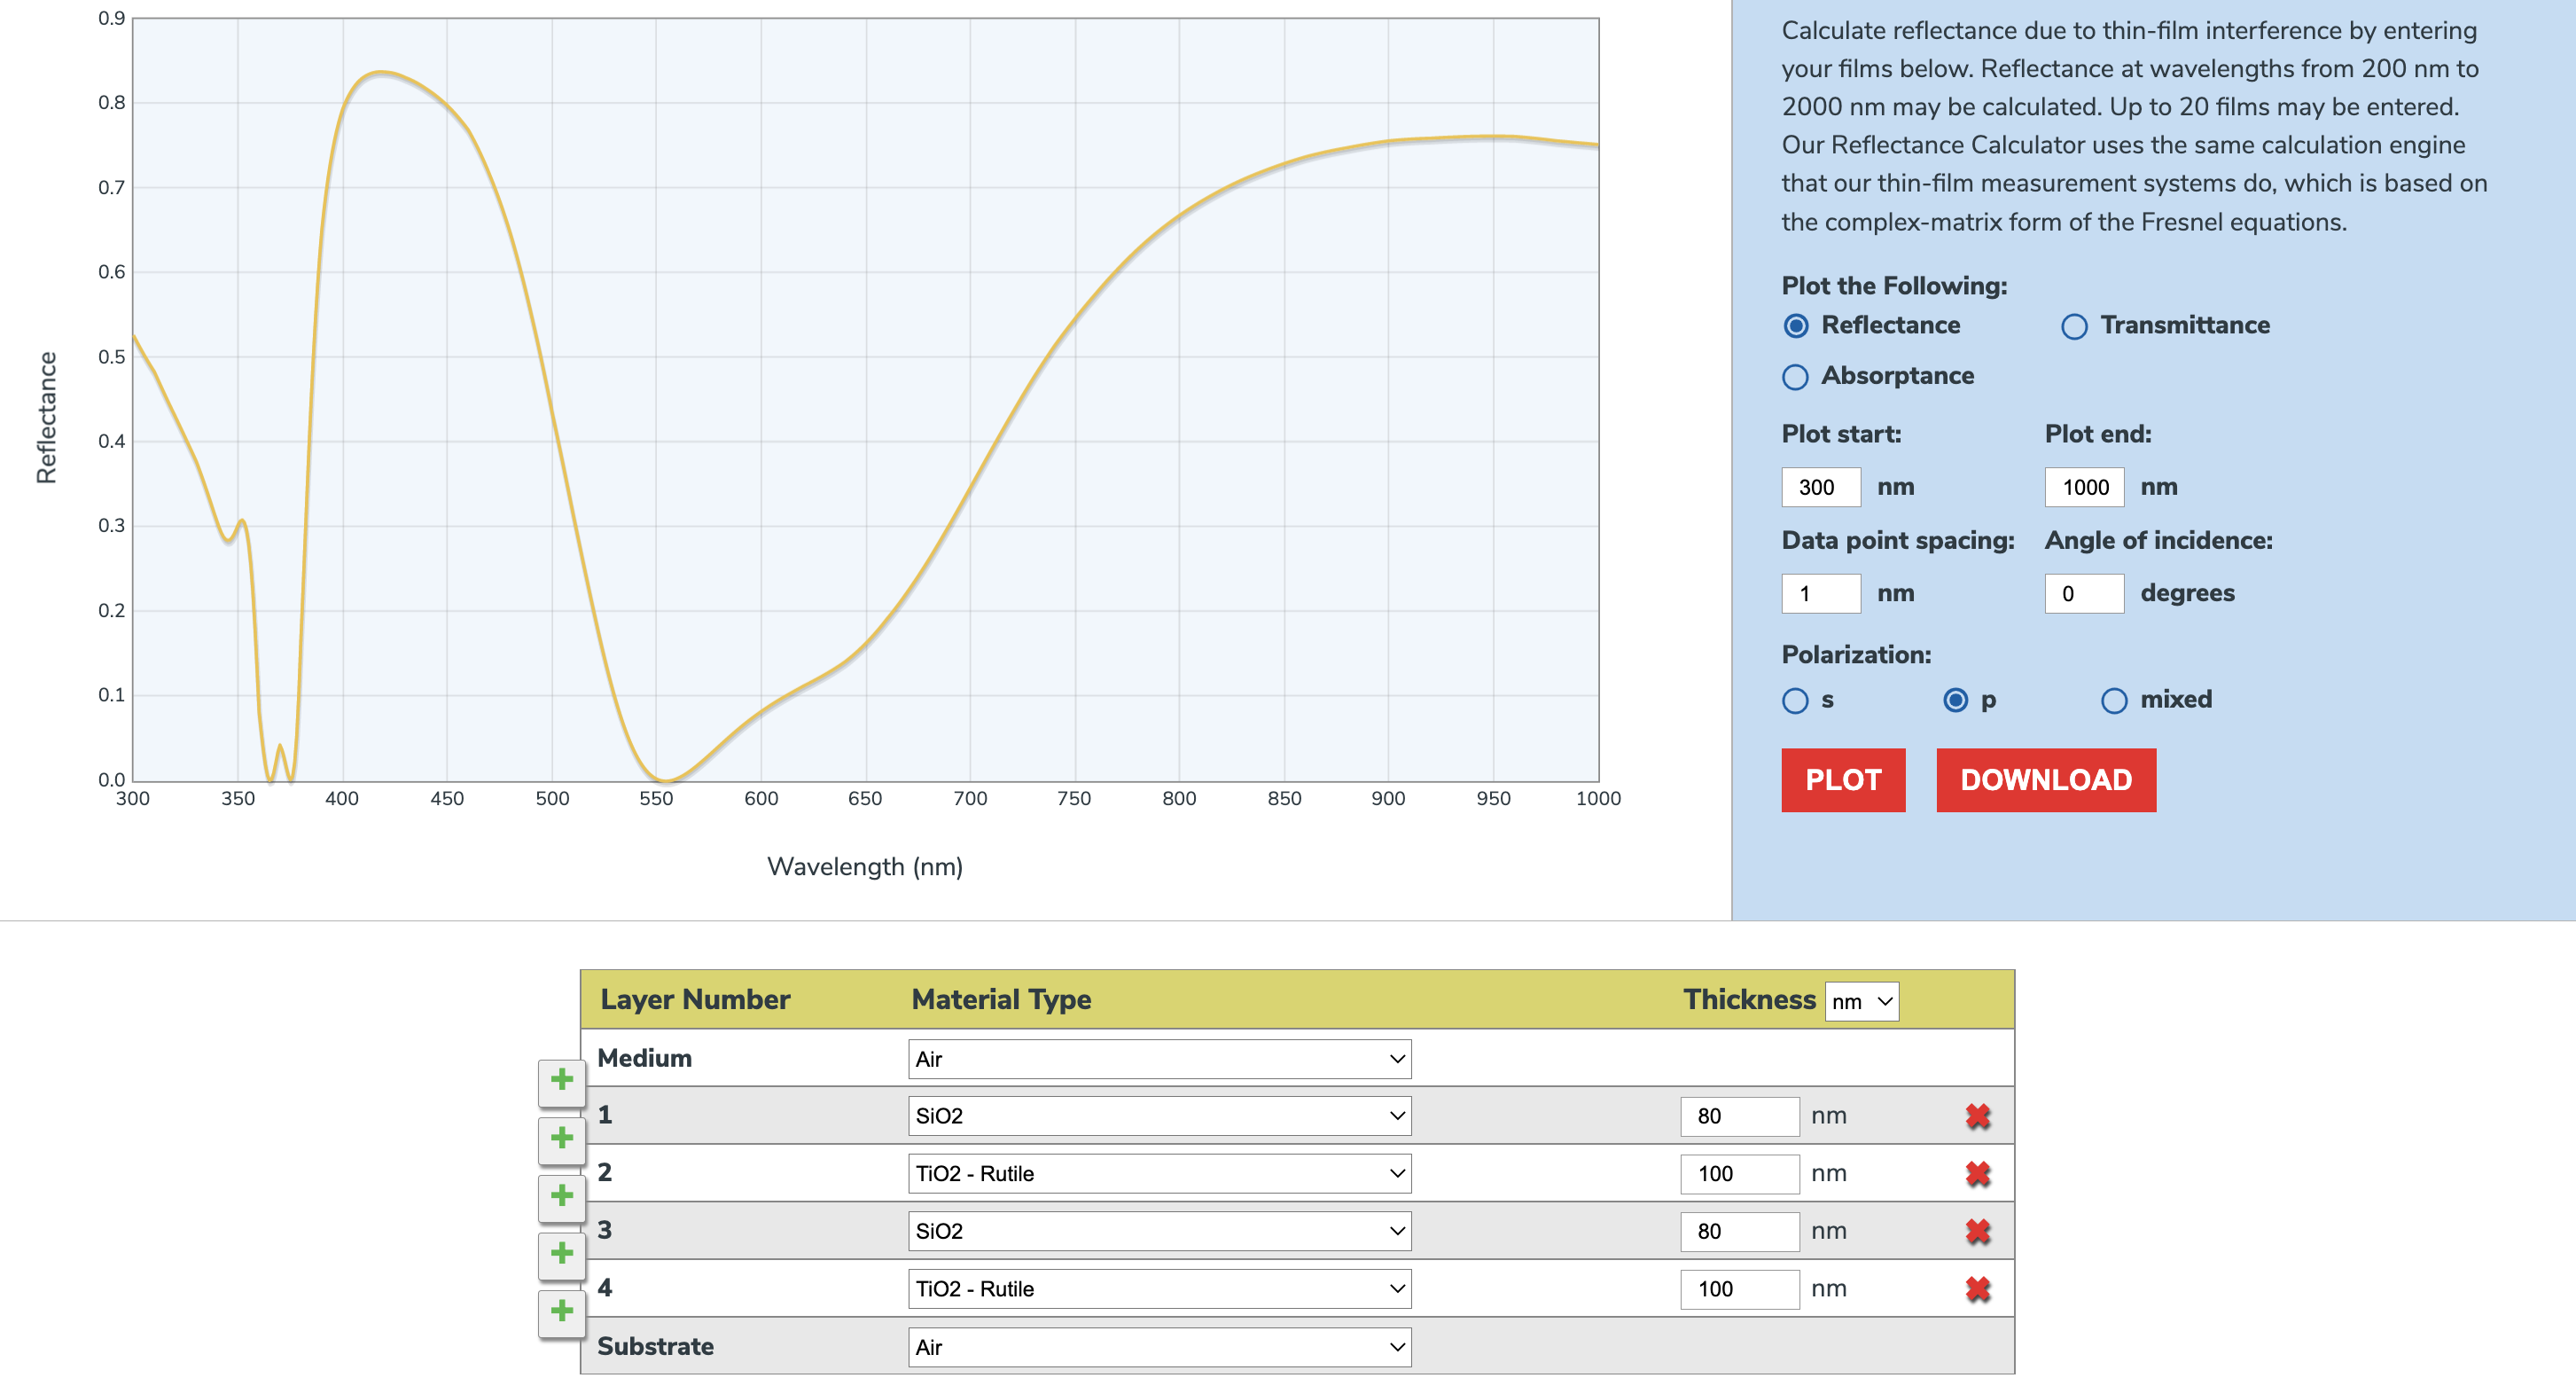 0.9
0.8
0.7
0.6
0.5
0.4
0.3
0.2
0.1
0.0
Reflectance
300 350 400 450 500 550 600 650 700 750 800 850 900 950 1000
Wavelength (nm)
Calculate reflectance due to thin-film interference by entering
your films below. Reflectance at wavelengths from 200 nm to
2000 nm may be calculated. Up to 20 films may be entered.
Our Reflectance Calculator uses the same calculation engine
that our thin-film measurement systems do, which is based on
the complex-matrix form of the Fresnel equations.
Plot the Following:
Reflectance Transmittance
Absorptance
Plot start: Plot end:
300 nm 1000 nm
Data point spacing: Angle of incidence:
1 nm 0 degrees
Polarization:
s p mixed
PLOT DOWNLOAD
Layer Number Material Type Thickness nm
Medium Air
1 SiO2 80 nm
2 TiO2 - Rutile 100 nm
3 SiO2 80 nm
4 TiO2 - Rutile 100 nm
Substrate Air